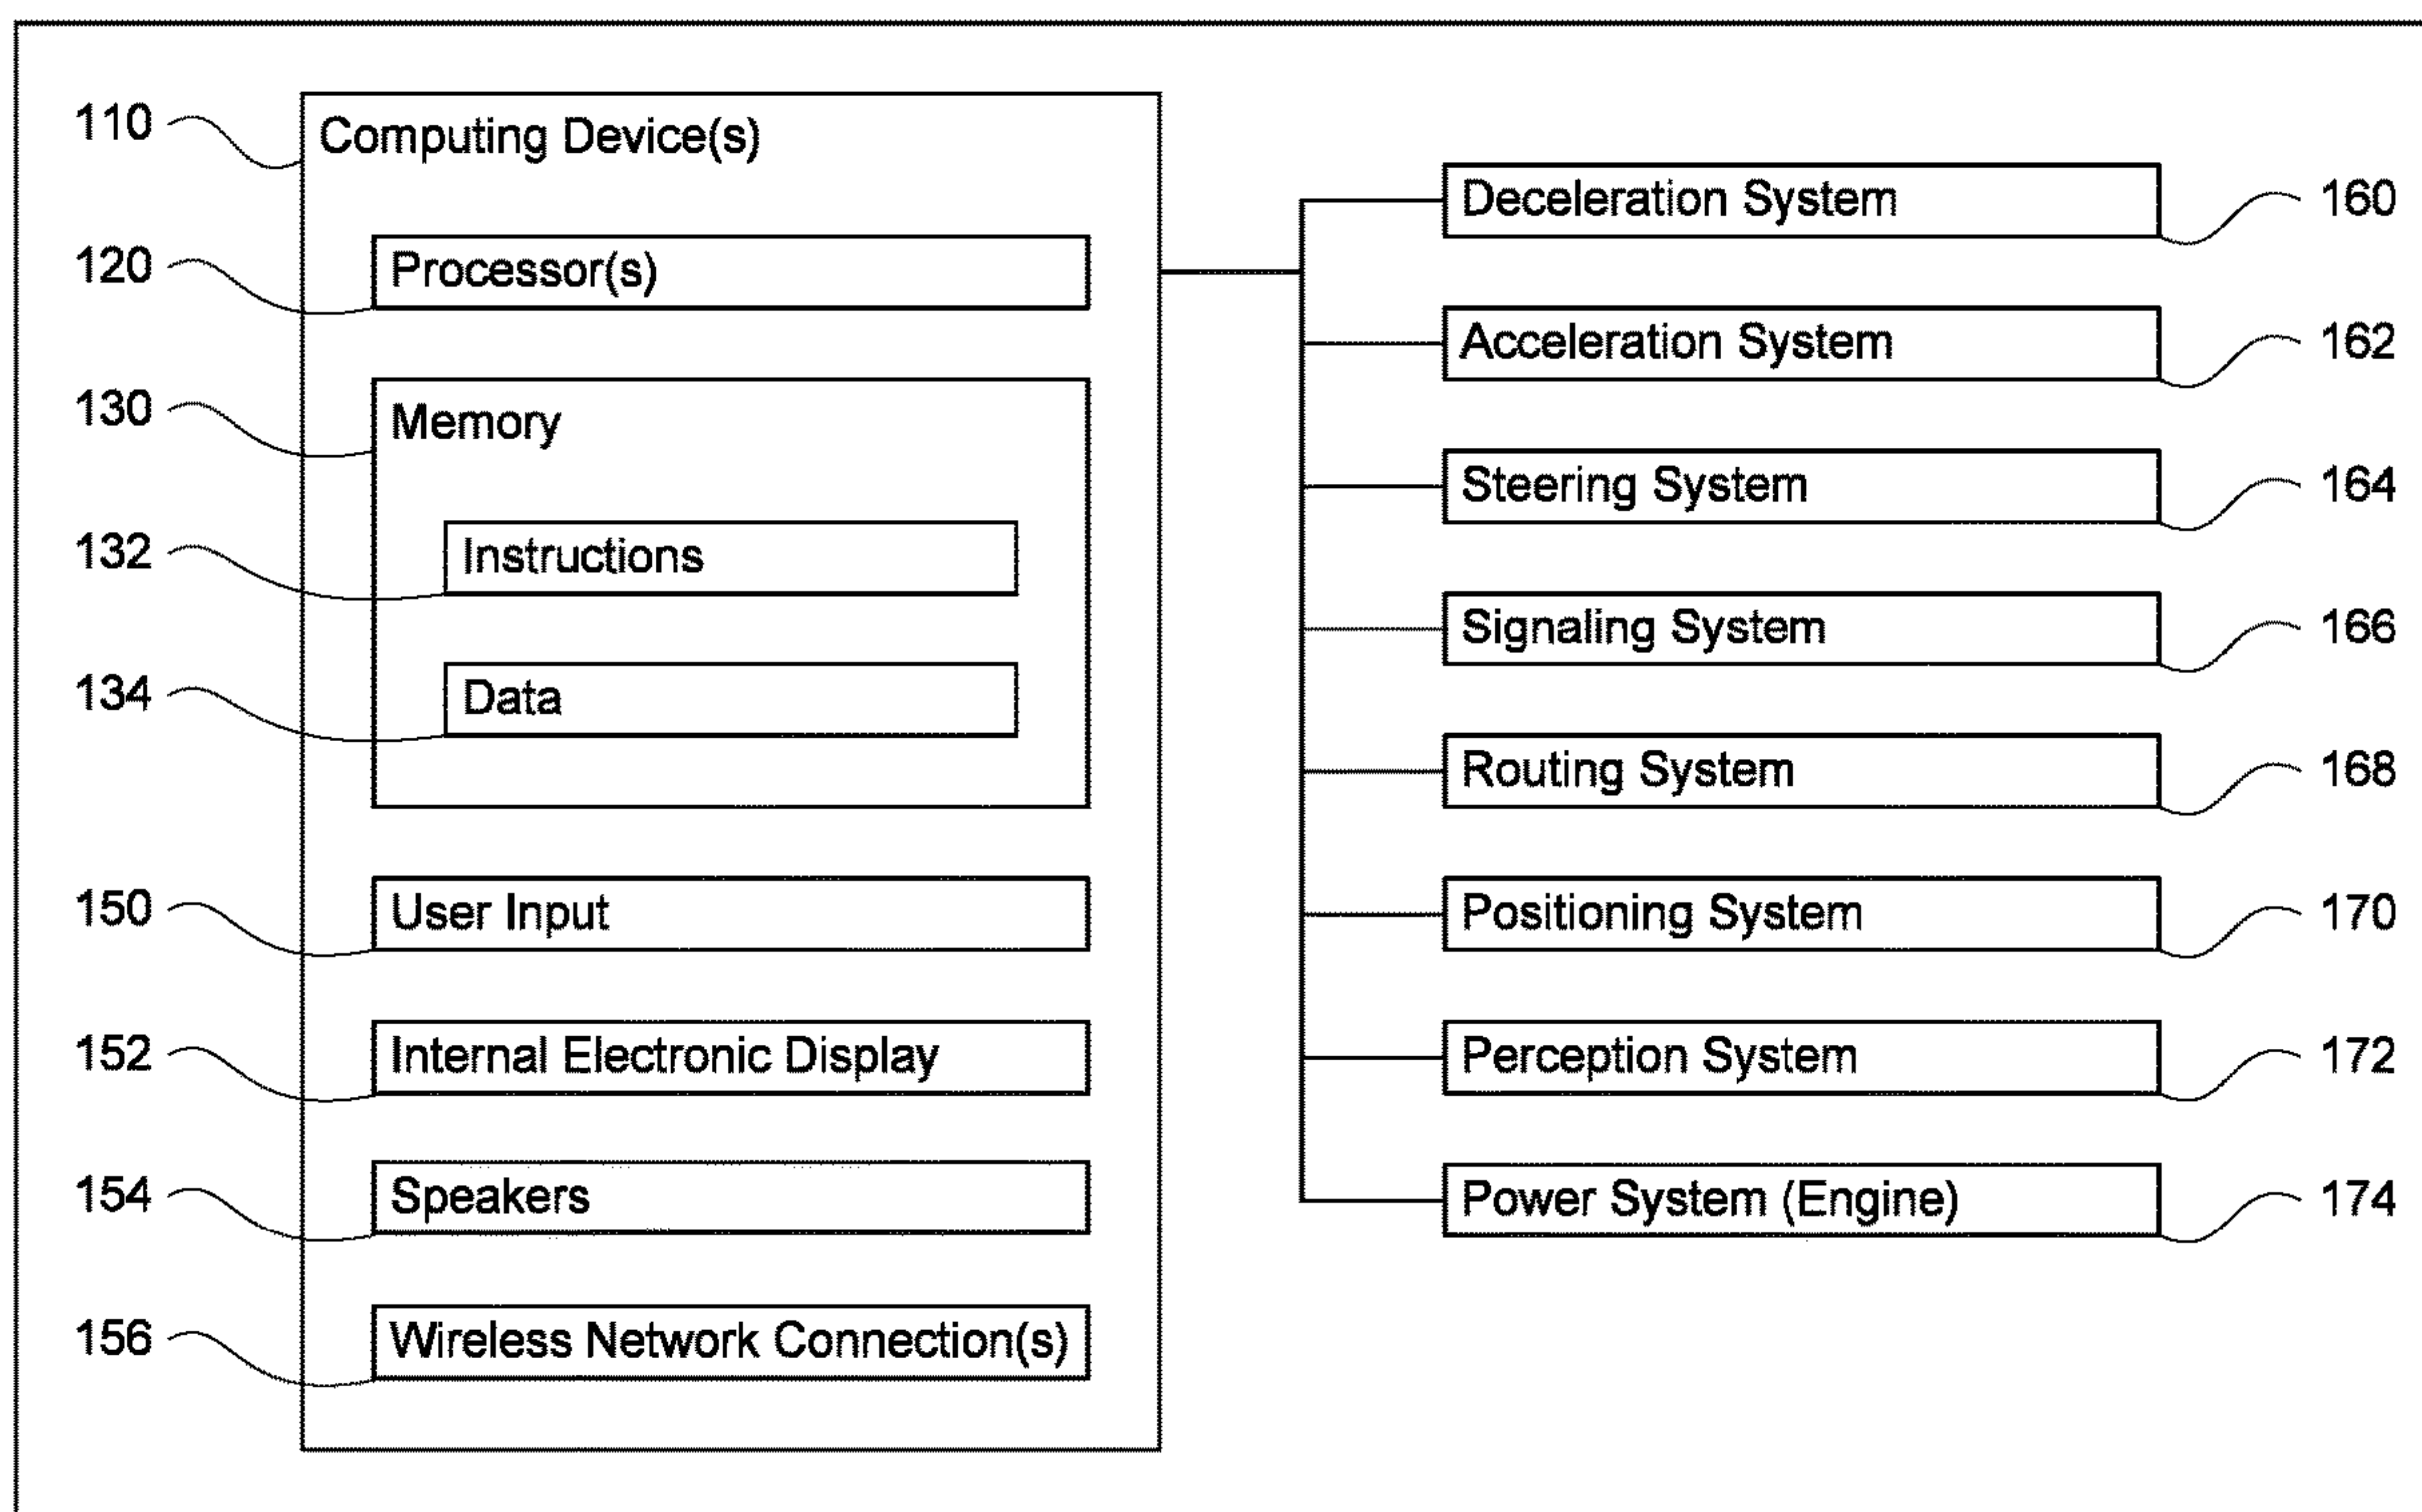 110
Computing Device(s)
120
Processor(s)
130
Memory
132
Instructions
134
Data
150
User Input
152
Internal Electronic Display
154
Speakers
156
Wireless Network Connection(s)
Deceleration System
160
Acceleration System
162
Steering System
164
Signaling System
166
Routing System
168
Positioning System
170
Perception System
172
Power System (Engine)
174